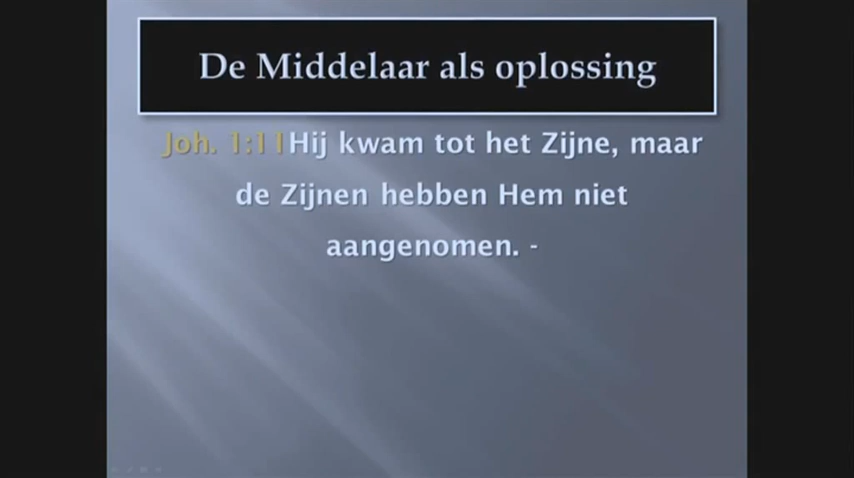 De Middelaar als oplossing
Joh. 1:11Hij kwam tot het Zijne, maar
de Zijnen hebben Hem niet
aangenomen. -